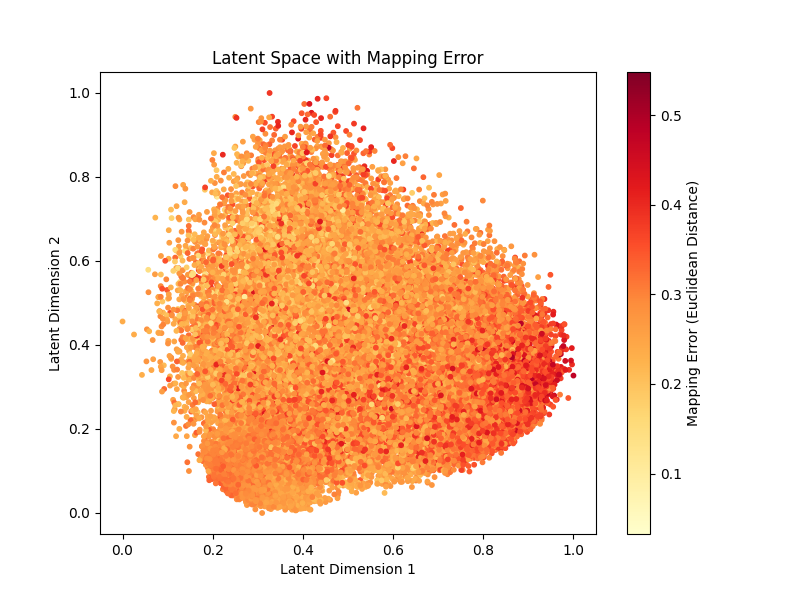 Latent Space with Mapping Error
1.0
0.8
0.6
0.4
0.2
0.0
Latent Dimension 2
0.0 0.2 0.4 0.6 0.8 1.0
Latent Dimension 1
0.5
0.4
0.3
0.2
0.1
Mapping Error (Euclidean Distance)